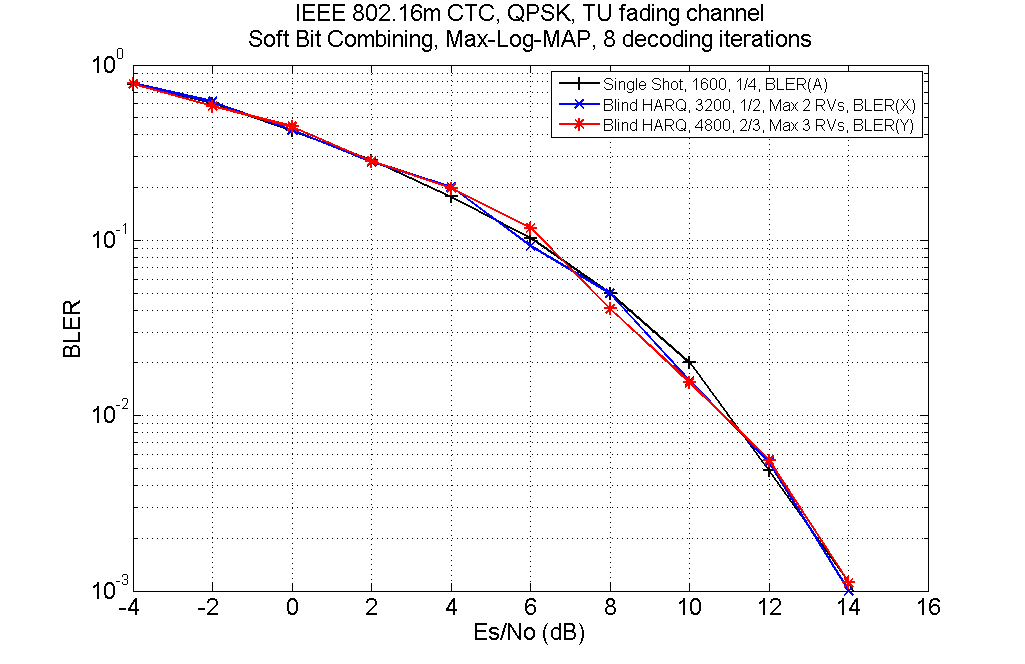 IEEE 802.16m CTC, QPSK, TU fading channel
Soft Bit Combining, Max-Log-MAP, 8 decoding iterations
Single Shot, 1600, 1/4, BLER(A)
Blind HARQ, 3200, 1/2, Max 2 RVs, BLER(X)
Blind HARQ, 4800, 2/3, Max 3 RVs, BLER(Y)
BLER
10^0
10^-1
10^-2
10^-3
-4 -2 0 2 4 6 8 10 12 14 16
Es/No (dB)